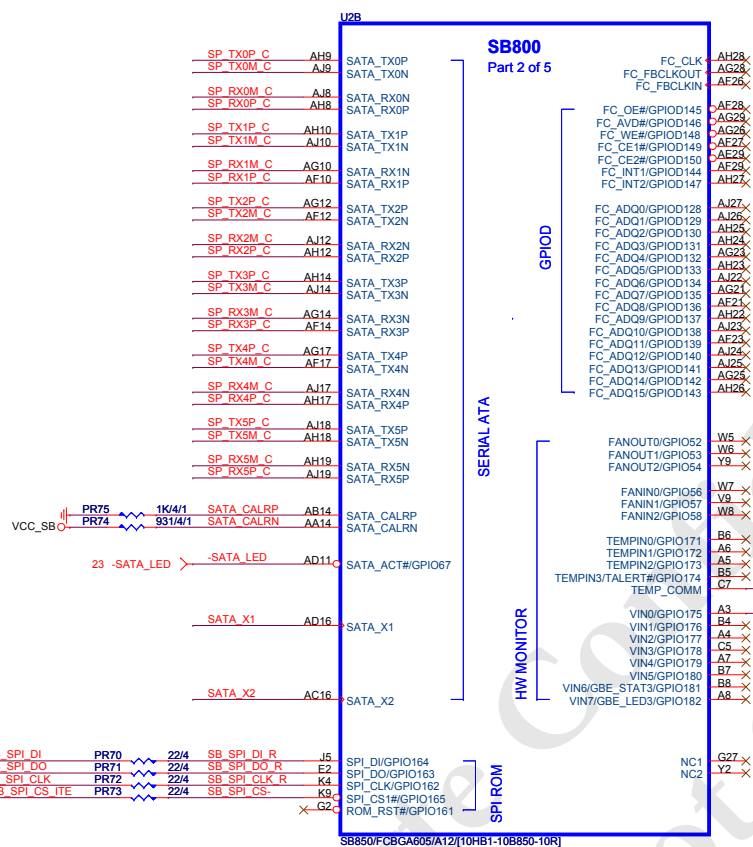 U2B
SB800
Part 2 of 5
SP_TX0P_C AH9 SATA_TX0P
SP_TX0M_C AJ9 SATA_TX0N
SP_RX0M_C AJ8 SATA_RX0N
SP_RX0P_C AH8 SATA_RX0P
SP_TX1P_C AH10 SATA_TX1P
SP_TX1M_C AJ10 SATA_TX1N
SP_RX1M_C AG10 SATA_RX1N
SP_RX1P_C AF10 SATA_RX1P
SP_TX2P_C AG12 SATA_TX2P
SP_TX2M_C AF12 SATA_TX2N
SP_RX2M_C AJ12 SATA_RX2N
SP_RX2P_C AH12 SATA_RX2P
SP_TX3P_C AH14 SATA_TX3P
SP_TX3M_C AJ14 SATA_TX3N
SP_RX3M_C AG14 SATA_RX3N
SP_RX3P_C AF14 SATA_RX3P
SP_TX4P_C AG17 SATA_TX4P
SP_TX4M_C AF17 SATA_TX4N
SP_RX4M_C AJ17 SATA_RX4N
SP_RX4P_C AH17 SATA_RX4P
SP_TX5P_C AJ18 SATA_TX5P
SP_TX5M_C AH18 SATA_TX5N
SP_RX5M_C AH19 SATA_RX5N
SP_RX5P_C AJ19 SATA_RX5P
PR75 1K/4/1 SATA_CALRP AB14 SATA_CALRP
VCC_SB PR74 931/4/1 SATA_CALRN AA14 SATA_CALRN
23 -SATA_LED -SATA_LED AD11 SATA_ACT#/GPIO67
SATA_X1 AD16 SATA_X1
SATA_X2 AC16 SATA_X2
SPI_DI PR70 22/4 SB_SPI_DI_R J5 SPI_DI/GPIO164
SPI_DO PR71 22/4 SB_SPI_DO_R E2 SPI_DO/GPIO163
SPI_CLK PR72 22/4 SB_SPI_CLK_R K4 SPI_CLK/GPIO162
SPI_CS_ITE PR73 22/4 SB_SPI_CS- K9 SPI_CS1#/GPIO165
G2 ROM_RST#/GPIO161
SERIAL ATA
SPI ROM
GPIOD
HW MONITOR
FC_CLK AH28
FC_FBCLKOUT AG28
FC_FBCLKIN AF26
FC_OE#/GPIOD145 AF28
FC_AVD#/GPIOD146 AG29
FC_WE#/GPIOD148 AG26
FC_CE1#/GPIOD149 AF27
FC_CE2#/GPIOD150 AE29
FC_INT1/GPIOD144 AF29
FC_INT2/GPIOD147 AH27
FC_ADQ0/GPIOD128 AJ27
FC_ADQ1/GPIOD129 AJ26
FC_ADQ2/GPIOD130 AH25
FC_ADQ3/GPIOD131 AH24
FC_ADQ4/GPIOD132 AG23
FC_ADQ5/GPIOD133 AH23
FC_ADQ6/GPIOD134 AJ22
FC_ADQ7/GPIOD135 AG21
FC_ADQ8/GPIOD136 AF21
FC_ADQ9/GPIOD137 AH22
FC_ADQ10/GPIOD138 AJ23
FC_ADQ11/GPIOD139 AF23
FC_ADQ12/GPIOD140 AJ24
FC_ADQ13/GPIOD141 AJ25
FC_ADQ14/GPIOD142 AG25
FC_ADQ15/GPIOD143 AH26
FANOUT0/GPIO52 W5
FANOUT1/GPIO53 W6
FANOUT2/GPIO54 Y9
FANIN0/GPIO56 W7
FANIN1/GPIO57 V9
FANIN2/GPIO58 W8
TEMPIN0/GPIO171 B6
TEMPIN1/GPIO172 A6
TEMPIN2/GPIO173 A5
TEMPIN3/TALERT#/GPIO174 B5
TEMP_COMM C7
VIN0/GPIO175 A3
VIN1/GPIO176 B4
VIN2/GPIO177 A4
VIN3/GPIO178 C5
VIN4/GPIO179 A7
VIN5/GPIO180 B7
VIN6/GBE_STAT3/GPIO181 B8
VIN7/GBE_LED3/GPIO182 A8
NC1 G27
NC2 Y2
SB850/FCBGA605/A12/[10HB1-10B850-10R]